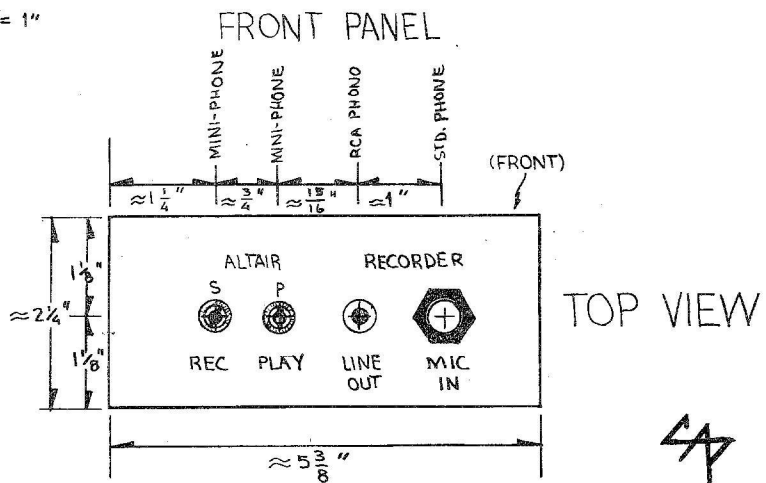 = 1"
FRONT PANEL
MINI-PHONE
MINI-PHONE
RCA PHONO
STD. PHONE
(FRONT)
≈1 1/4"
≈3/4"
≈15/16"
≈1"
ALTAIR RECORDER
S P
1 1/8"
≈2 1/4"
1 1/8"
TOP VIEW
REC PLAY LINE OUT MIC IN
≈5 3/8"